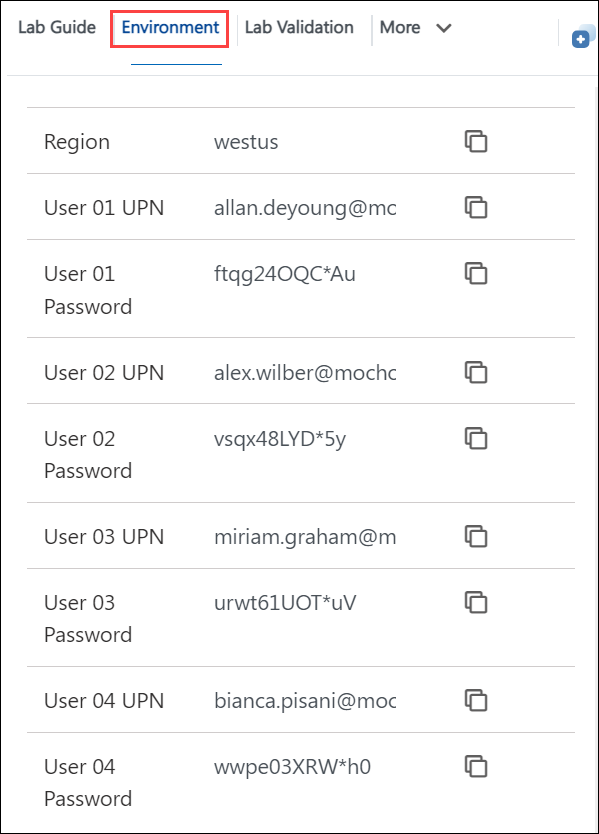 Lab Guide Environment Lab Validation More
Region westus
User 01 UPN allan.deyoung@mc
User 01 ftqg24OQC*Au
Password
User 02 UPN alex.wilber@mochc
User 02 vsqx48LYD*5y
Password
User 03 UPN miriam.graham@m
User 03 urwt61UOT*uV
Password
User 04 UPN bianca.pisani@moc
User 04 wwpe03XRW*h0
Password